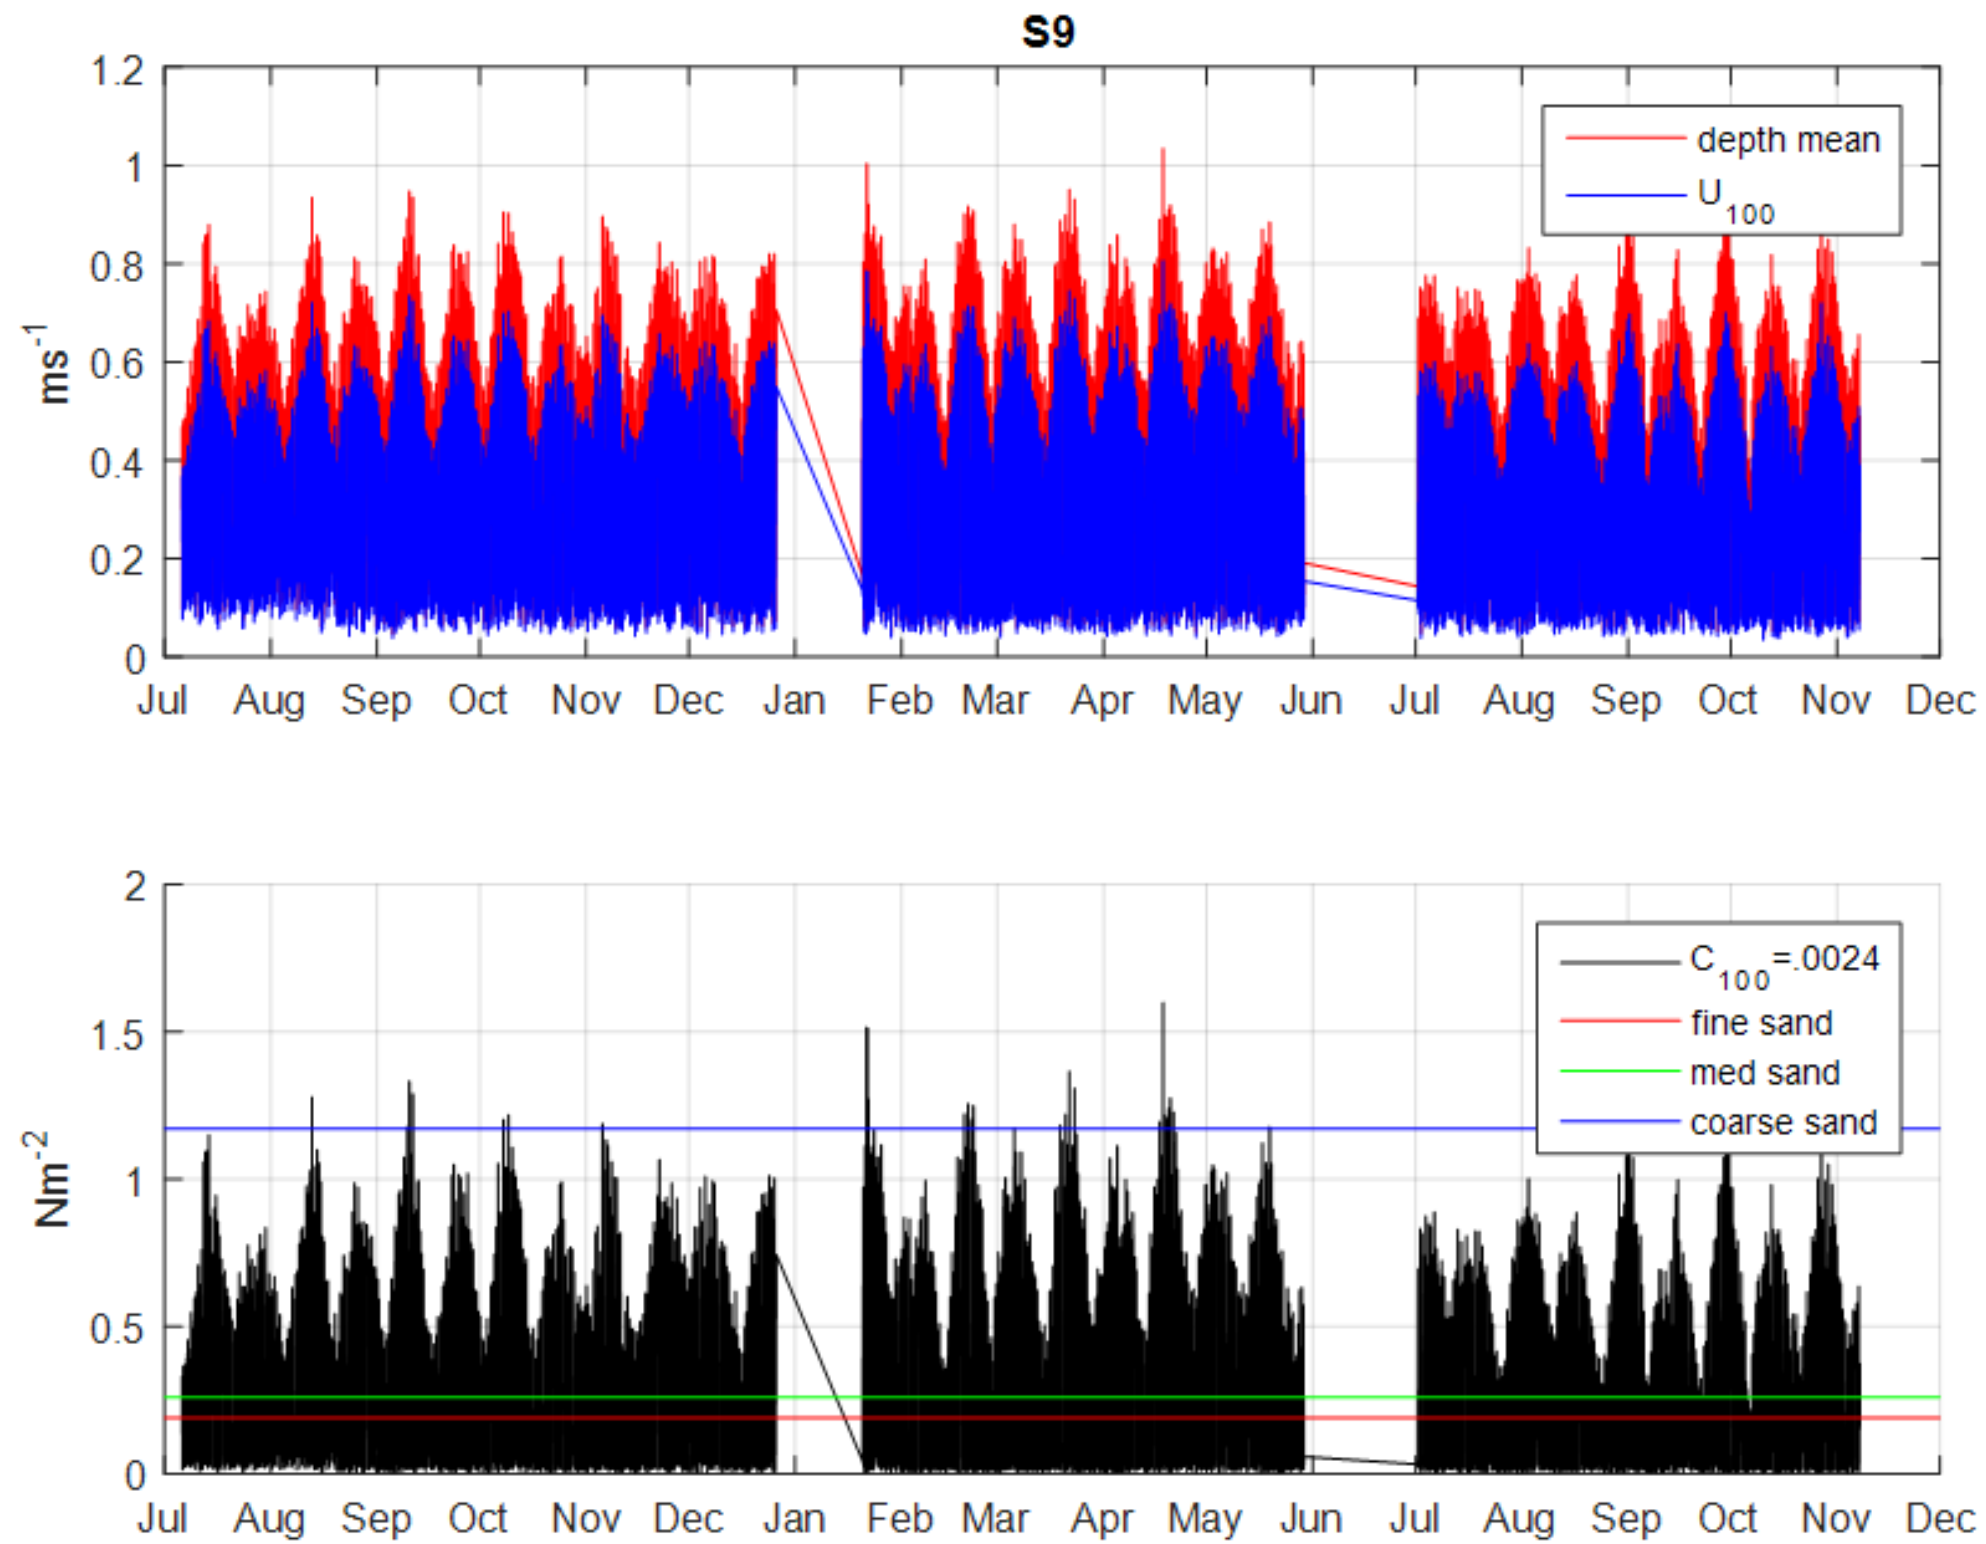 S9
1.2
1
0.8
0.6
0.4
0.2
0
ms-1
depth mean
U100
Jul Aug Sep Oct Nov Dec Jan Feb Mar Apr May Jun Jul Aug Sep Oct Nov Dec
2
1.5
1
0.5
0
Nm-2
C100=.0024
fine sand
med sand
coarse sand
Jul Aug Sep Oct Nov Dec Jan Feb Mar Apr May Jun Jul Aug Sep Oct Nov Dec